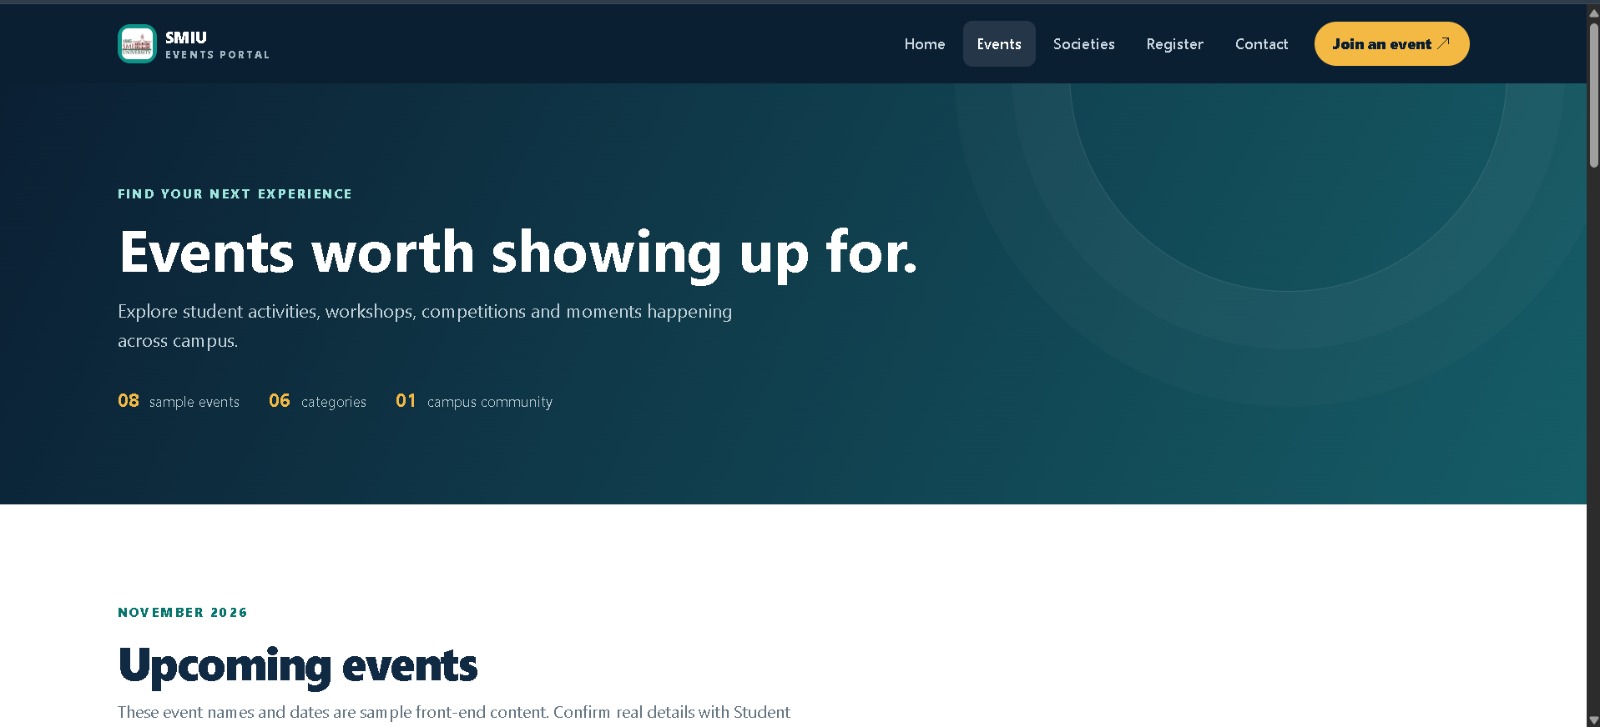 SMIU
EVENTS PORTAL
Home
Events
Societies
Register
Contact
Join an event ↗
FIND YOUR NEXT EXPERIENCE
Events worth showing up for.
Explore student activities, workshops, competitions and moments happening
across campus.
08 sample events 06 categories 01 campus community
NOVEMBER 2026
Upcoming events
These event names and dates are sample front-end content. Confirm real details with Student